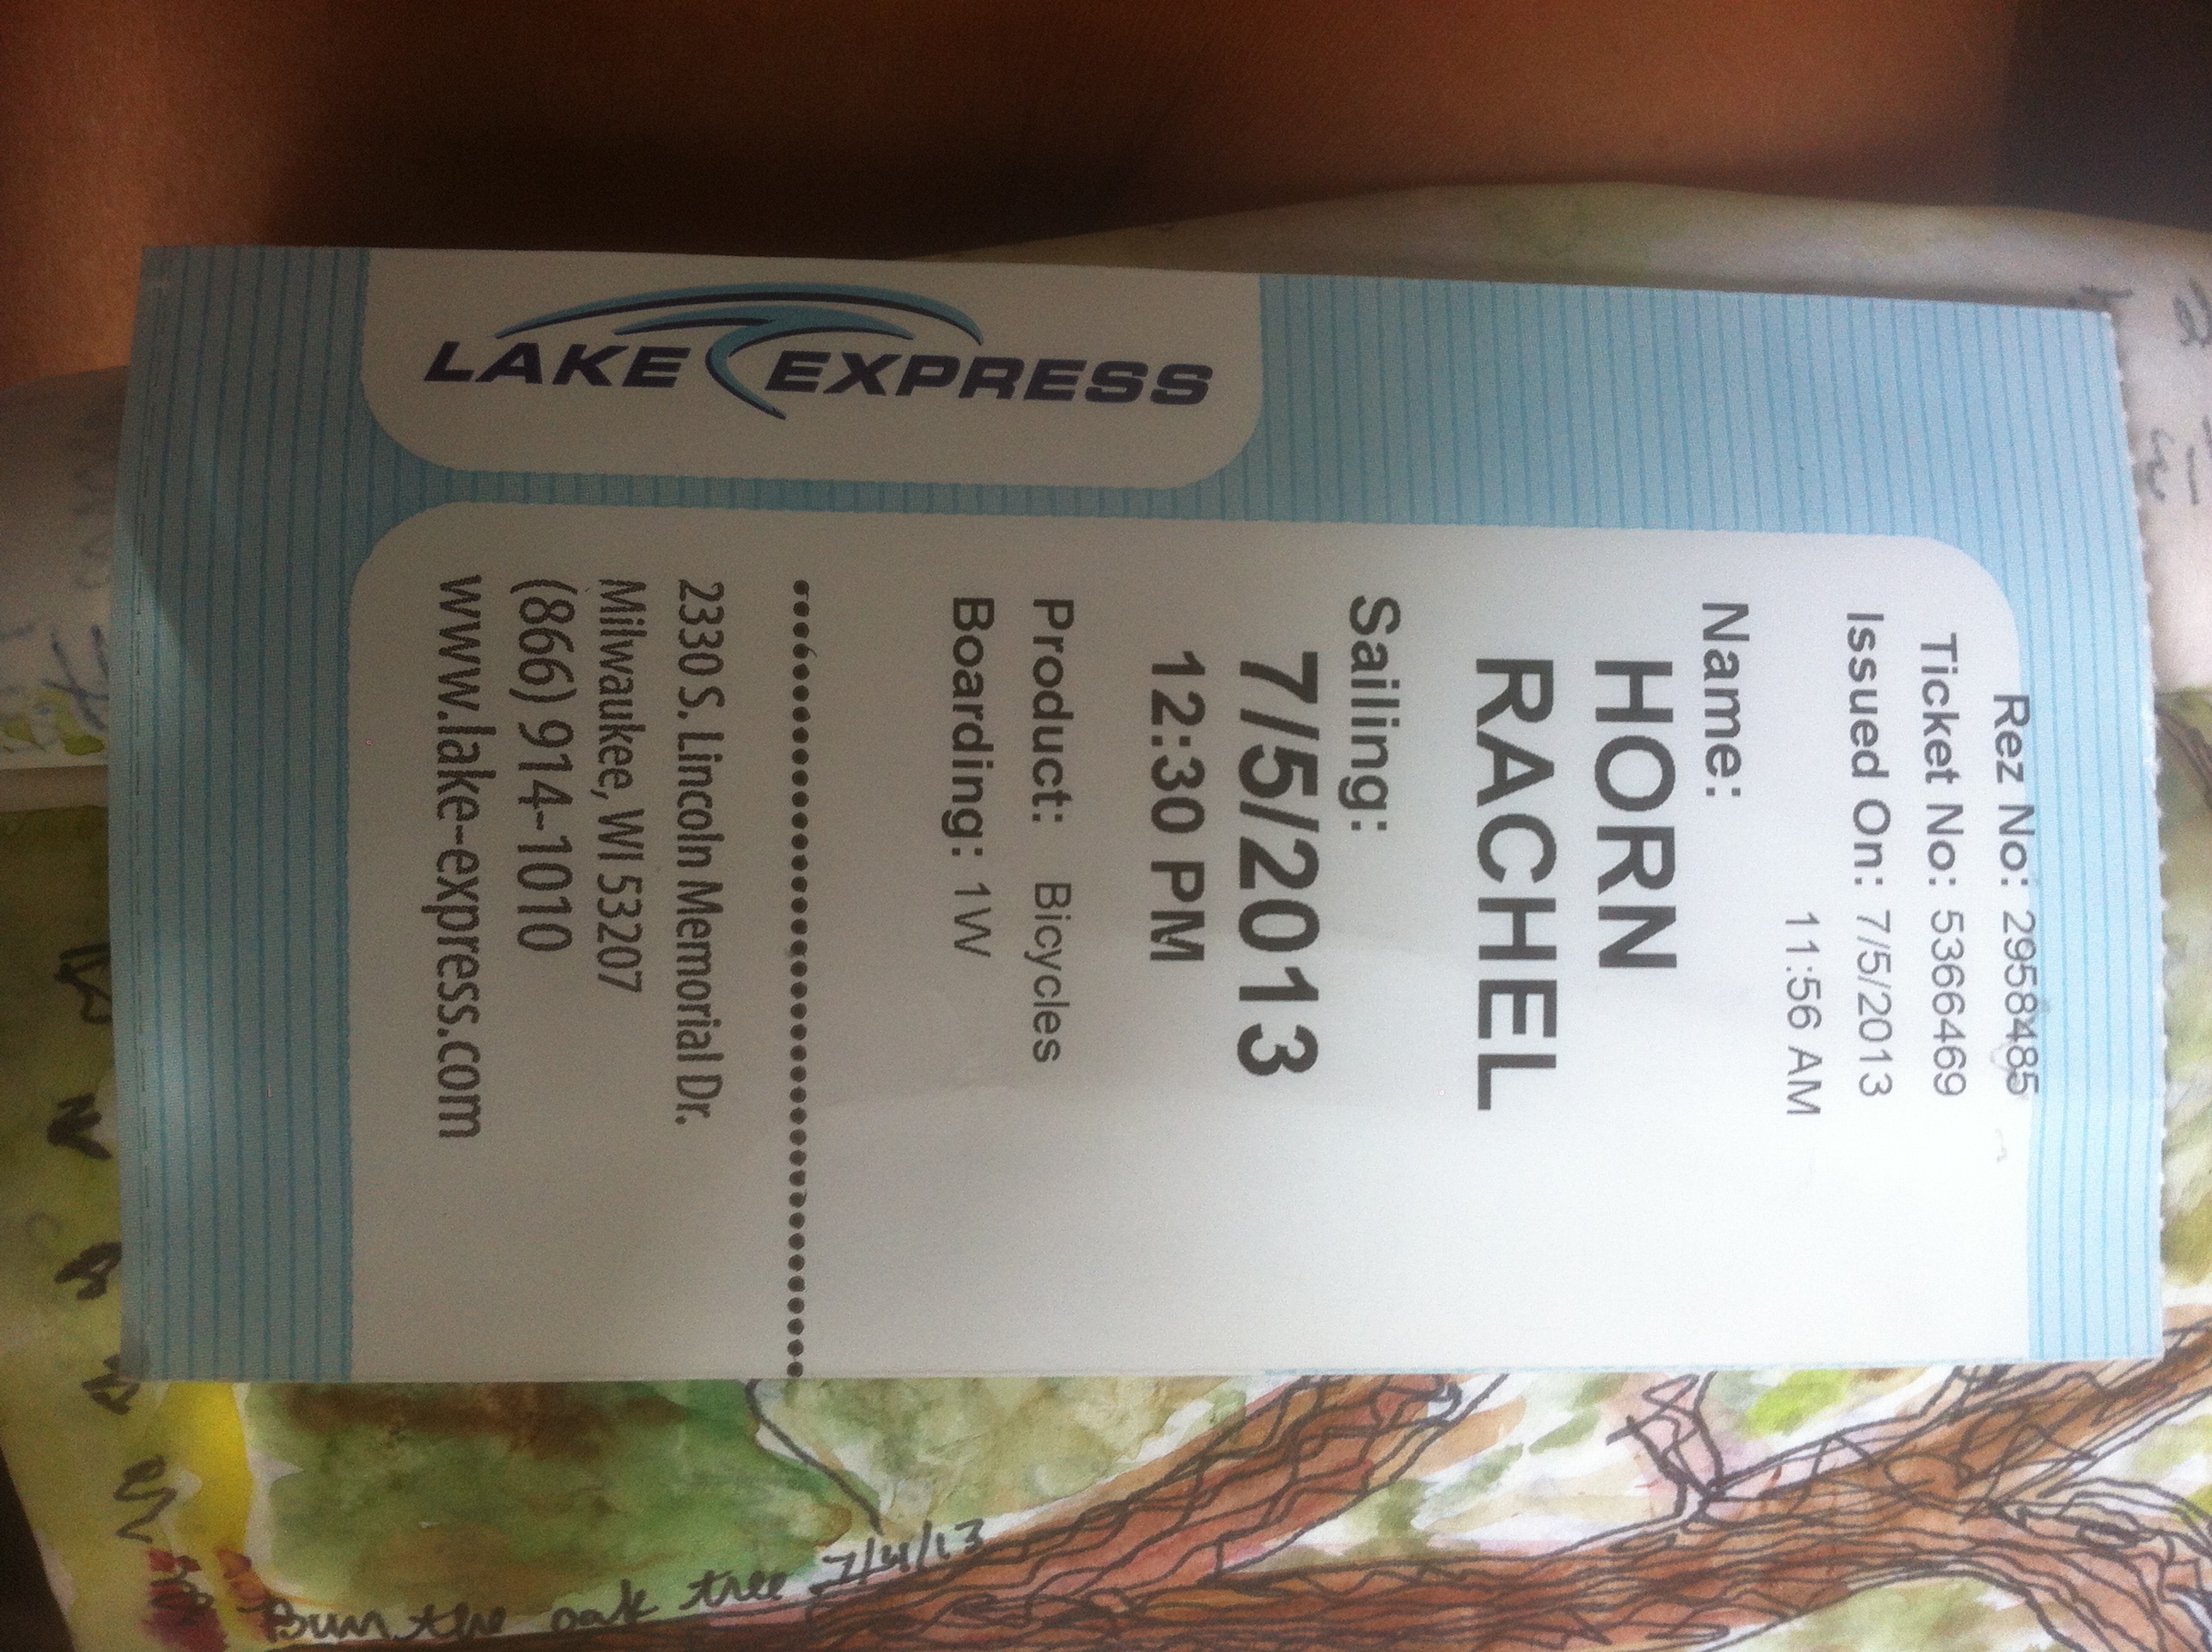 LAKE EXPRESS
Rez No: 2958485
Ticket No: 5366469
Issued On: 7/5/2013
11:56 AM
Name:
HORN
RACHEL
Sailing:
7/5/2013
12:30 PM
Product: Bicycles
Boarding: 1W
2330 S. Lincoln Memorial Dr.
Milwaukee, WI 53207
(866) 914-1010
www.lake-express.com
the oak tree 7/4/13